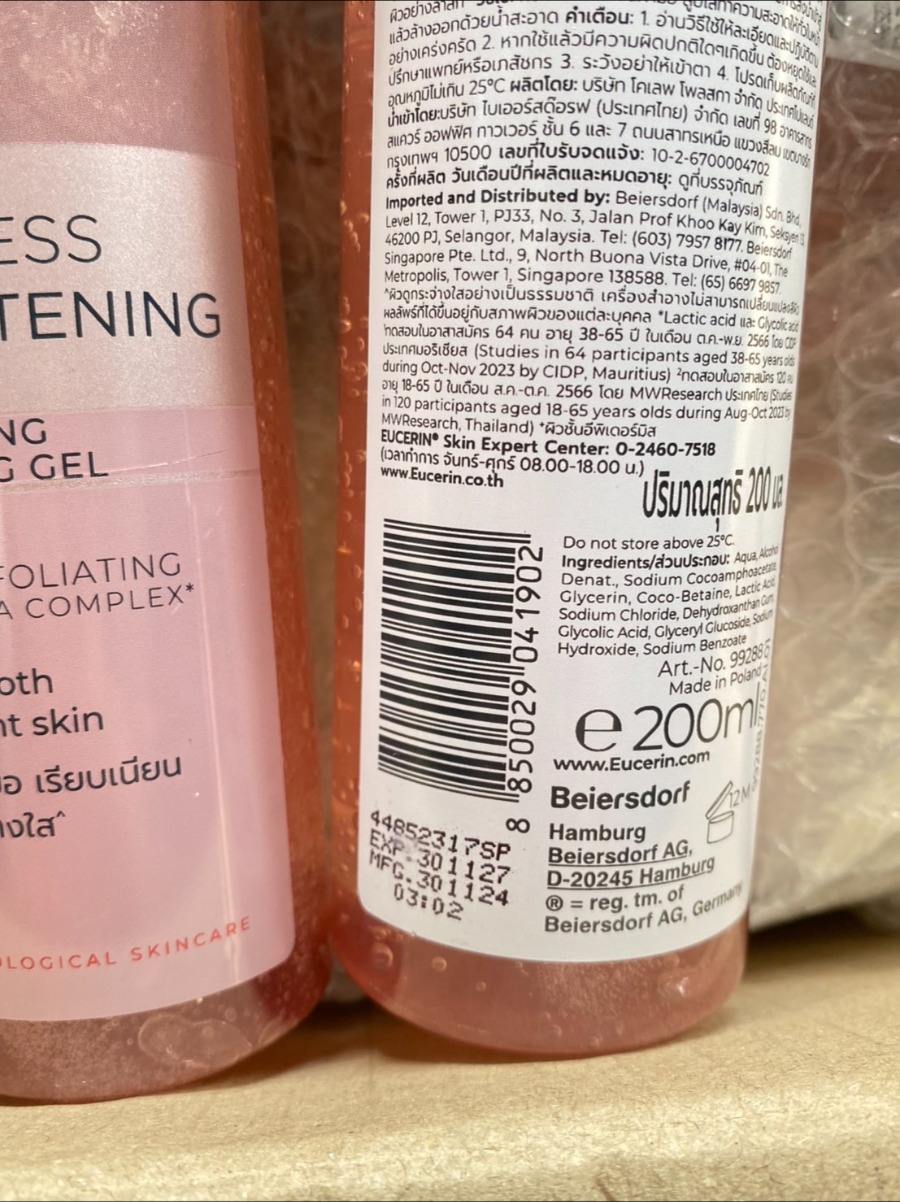 ESS
TENING
NG
G GEL
FOLIATING
A COMPLEX*
oth
nt skin
อ เรียบเนียน
างใส^
OLOGICAL SKINCARE
แล้วล้างออกด้วยน้ำสะอาด คำเตือน: 1. อ่านวิธีใช้ให้ละเอียดและปฏิบัติตาม
อย่างเคร่งครัด 2. หากใช้แล้วมีความผิดปกติใดๆเกิดขึ้น ต้องหยุดใช้และ
ปรึกษาแพทย์หรือเภสัชกร 3. ระวังอย่าให้เข้าตา 4. โปรดเก็บผลิตภัณฑ์ที่
อุณหภูมิไม่เกิน 25°C ผลิตโดย: บริษัท โคเลพ โพลสกา จำกัด ประเทศโปแลนด์
นำเข้าโดย:บริษัท ไบเออร์สด๊อรฟ (ประเทศไทย) จำกัด เลขที่ 98 อาคารสาทร
สแควร์ ออฟฟิศ ทาวเวอร์ ชั้น 6 และ 7 ถนนสาทรเหนือ แขวงสีลม เขตบางรัก
กรุงเทพฯ 10500 เลขที่ใบรับจดแจ้ง: 10-2-6700004702
ครั้งที่ผลิต วันเดือนปีที่ผลิตและหมดอายุ: ดูที่บรรจุภัณฑ์
Imported and Distributed by: Beiersdorf (Malaysia) Sdn. Bhd.
Level 12, Tower 1, PJ33, No. 3, Jalan Prof Khoo Kay Kim, Seksyen 13,
46200 PJ, Selangor, Malaysia. Tel: (603) 7957 8177. Beiersdorf
Singapore Pte. Ltd., 9, North Buona Vista Drive, #04-01, The
Metropolis, Tower 1, Singapore 138588. Tel: (65) 6697 9857.
^ผิวดูกระจ่างใสอย่างเป็นธรรมชาติ เครื่องสำอางไม่สามารถเปลี่ยนแปลงสีผิว
ผลลัพธ์ที่ได้ขึ้นอยู่กับสภาพผิวของแต่ละบุคคล *Lactic acid และ Glycolic acid
¹ทดสอบในอาสาสมัคร 64 คน อายุ 38-65 ปี ในเดือน ต.ค.-พ.ย. 2566 โดย CIDP
ประเทศมอริเชียส (Studies in 64 participants aged 38-65 years olds
during Oct-Nov 2023 by CIDP, Mauritius) ²ทดสอบในอาสาสมัคร 120 คน
อายุ 18-65 ปี ในเดือน ส.ค.-ต.ค. 2566 โดย MWResearch ประเทศไทย (Studies
in 120 participants aged 18-65 years olds during Aug-Oct 2023 by
MWResearch, Thailand) ⁺ผิวชั้นอีพิเดอร์มิส
EUCERIN® Skin Expert Center: 0-2460-7518
(เวลาทำการ จันทร์-ศุกร์ 08.00-18.00 น.)
www.Eucerin.co.th
ปริมาณสุทธิ 200 มล.
Do not store above 25°C.
Ingredients/ส่วนประกอบ: Aqua, Alcohol
Denat., Sodium Cocoamphoacetate,
Glycerin, Coco-Betaine, Lactic Acid,
Sodium Chloride, Dehydroxanthan Gum,
Glycolic Acid, Glyceryl Glucoside, Sodium
Hydroxide, Sodium Benzoate
Art.-No. 99288
Made in Poland
e 200ml
www.Eucerin.com
Beiersdorf
12M
Hamburg
Beiersdorf AG,
D-20245 Hamburg
® = reg. tm. of
Beiersdorf AG, Germany
8 850029 041902
44852317SP
EXP.301127
MFG.301124
03:02